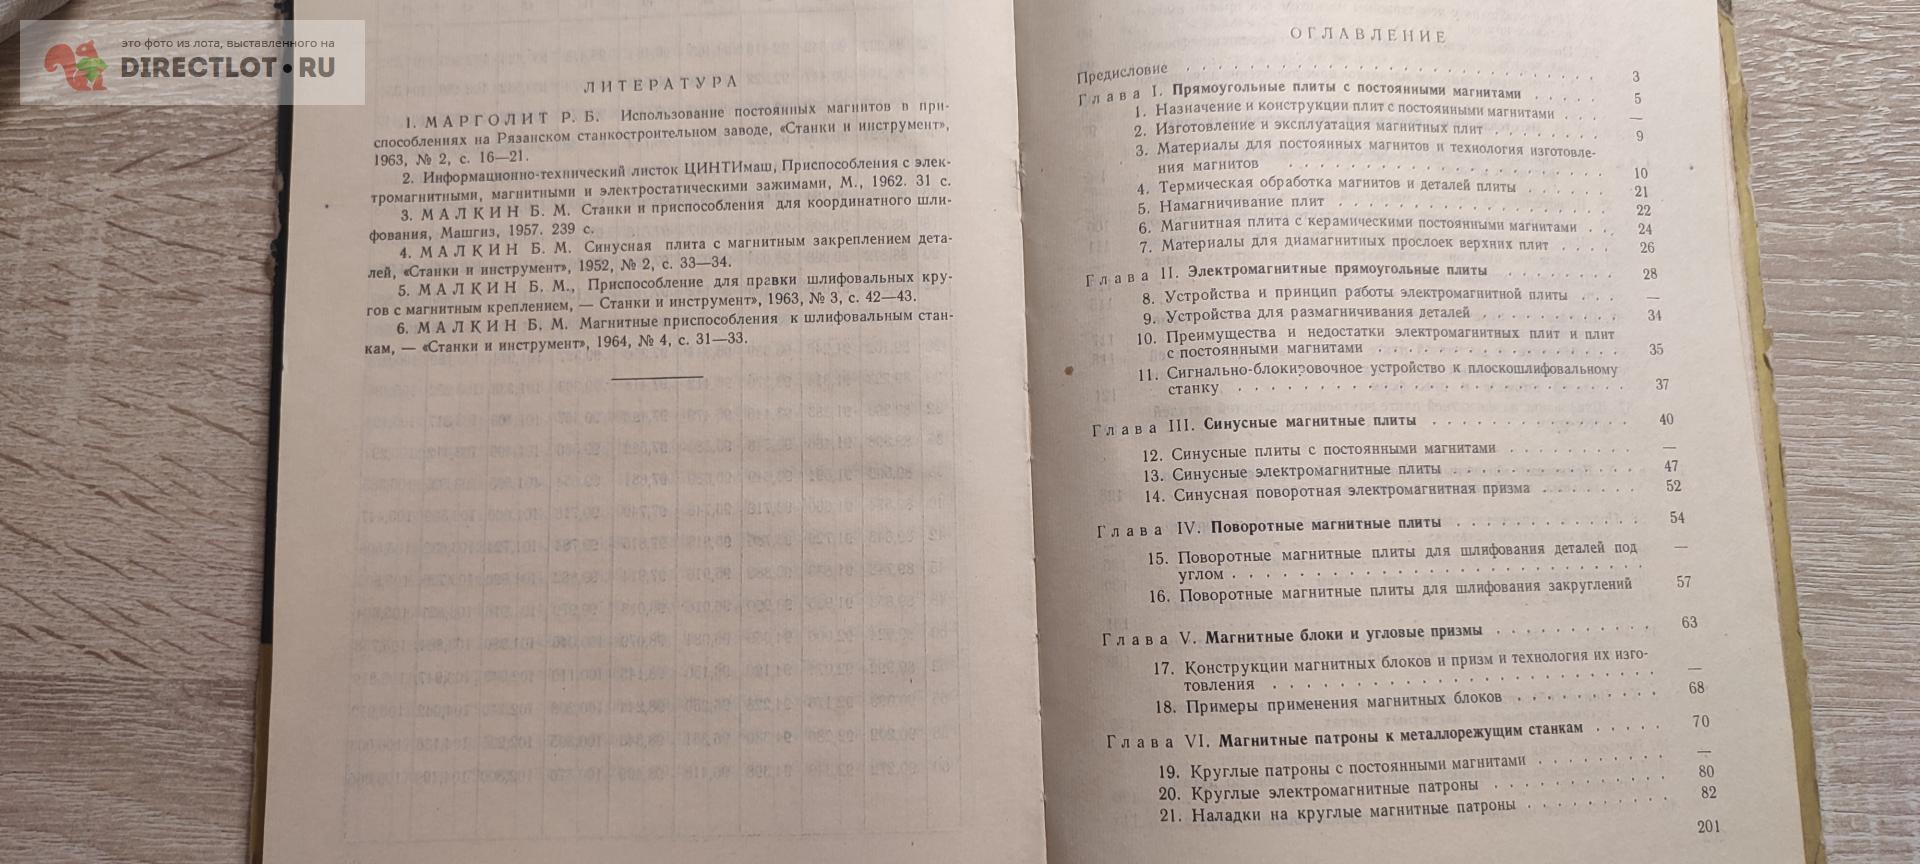 это фото из лота, выставленного на
DIRECTLOT.RU
ЛИТЕРАТУРА
1. МАРГОЛИТ Р. Б. Использование постоянных магнитов в при-
способлениях на Рязанском станкостроительном заводе, «Станки и инструмент»,
1963, № 2, с. 16—21.
2. Информационно-технический листок ЦИНТИмаш, Приспособления с элек-
тромагнитными, магнитными и электростатическими зажимами, М., 1962. 31 с.
3. МАЛКИН Б. М. Станки и приспособления для координатного шли-
фования, Машгиз, 1957. 239 с.
4. МАЛКИН Б. М. Синусная плита с магнитным закреплением дета-
лей, «Станки и инструмент», 1952, № 2, с. 33—34.
5. МАЛКИН Б. М., Приспособление для правки шлифовальных кру-
гов с магнитным креплением, — Станки и инструмент», 1963, № 3, с. 42—43.
6. МАЛКИН Б. М. Магнитные приспособления к шлифовальным стан-
кам, — «Станки и инструмент», 1964, № 4, с. 31—33.
ОГЛАВЛЕНИЕ
Предисловие . . . . . . . . . . 3
Глава I. Прямоугольные плиты с постоянными магнитами . . . . . 5
1. Назначение и конструкции плит с постоянными магнитами . . . —
2. Изготовление и эксплуатация магнитных плит . . . . . . . 9
3. Материалы для постоянных магнитов и технология изготовле-
ния магнитов . . . . . . . . . . 10
4. Термическая обработка магнитов и деталей плиты . . . . . . 21
5. Намагничивание плит . . . . . . . . . . 22
6. Магнитная плита с керамическими постоянными магнитами . . 24
7. Материалы для диамагнитных прослоек верхних плит . . . . 26
Глава II. Электромагнитные прямоугольные плиты . . . . . . . 28
8. Устройства и принцип работы электромагнитной плиты . . . —
9. Устройства для размагничивания деталей . . . . . . . . . 34
10. Преимущества и недостатки электромагнитных плит и плит
с постоянными магнитами . . . . . . . . . . 35
11. Сигнально-блокировочное устройство к плоскошлифовальному
станку . . . . . . . . . . 37
Глава III. Синусные магнитные плиты . . . . . . . . . . 40
12. Синусные плиты с постоянными магнитами . . . . . . . . —
13. Синусные электромагнитные плиты . . . . . . . . . . 47
14. Синусная поворотная электромагнитная призма . . . . . . . 52
Глава IV. Поворотные магнитные плиты . . . . . . . . . . 54
15. Поворотные магнитные плиты для шлифования деталей под —
углом . . . . . . . . . .
16. Поворотные магнитные плиты для шлифования закруглений 57
Глава V. Магнитные блоки и угловые призмы . . . . . . . . . . 63
17. Конструкции магнитных блоков и призм и технология их изго-
товления . . . . . . . . . . —
18. Примеры применения магнитных блоков . . . . . . . . . 68
Глава VI. Магнитные патроны к металлорежущим станкам . . . . . 70
19. Круглые патроны с постоянными магнитами . . . . . . . . —
20. Круглые электромагнитные патроны . . . . . . . . . . 80
21. Наладки на круглые магнитные патроны . . . . . . . . . 82
201